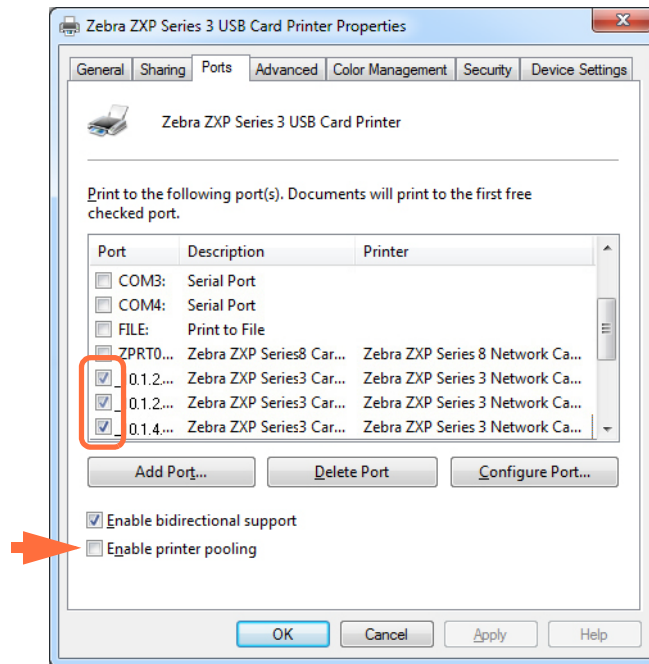 Zebra ZXP Series 3 USB Card Printer Properties
General Sharing Ports Advanced Color Management Security Device Settings
Zebra ZXP Series 3 USB Card Printer
Print to the following port(s). Documents will print to the first free
checked port.
Port Description Printer
COM3: Serial Port
COM4: Serial Port
FILE: Print to File
ZPRT0... Zebra ZXP Series8 Car... Zebra ZXP Series 8 Network Ca...
_ 0.1.2.... Zebra ZXP Series3 Car... Zebra ZXP Series 3 Network Ca...
_ 0.1.2.... Zebra ZXP Series3 Car... Zebra ZXP Series 3 Network Ca...
_ 0.1.4.... Zebra ZXP Series3 Car... Zebra ZXP Series 3 Network Ca...
Add Port... Delete Port Configure Port...
Enable bidirectional support
Enable printer pooling
OK Cancel Apply Help